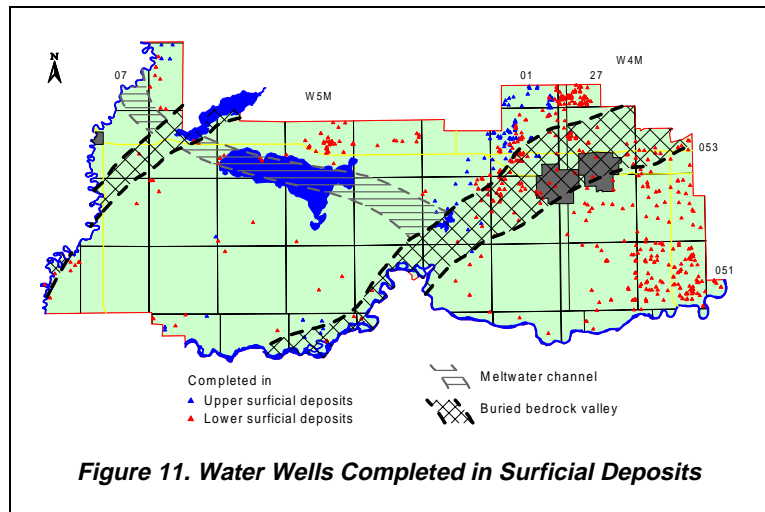 N
07
W5M
01
27
W4M
053
051
Completed in
Upper surficial deposits
Lower surficial deposits
Meltwater channel
Buried bedrock valley
Figure 11. Water Wells Completed in Surficial Deposits